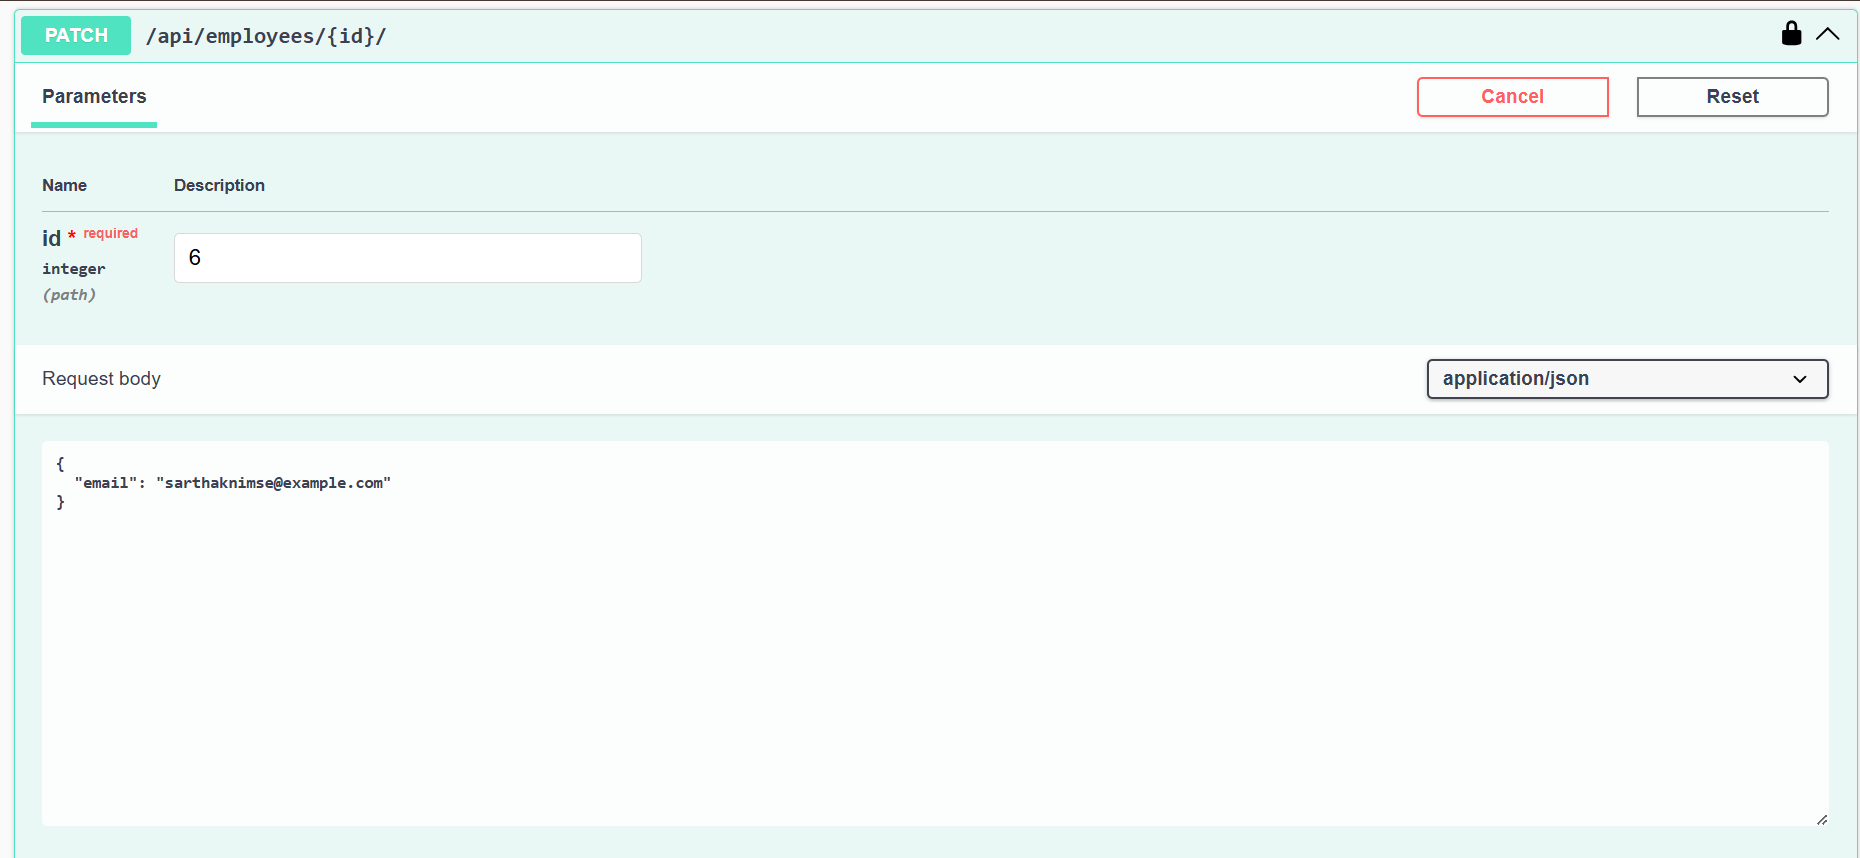 PATCH /api/employees/{id}/
Parameters Cancel Reset
Name Description
id * required
integer
(path)
6
Request body application/json
{
  "email": "sarthaknimse@example.com"
}